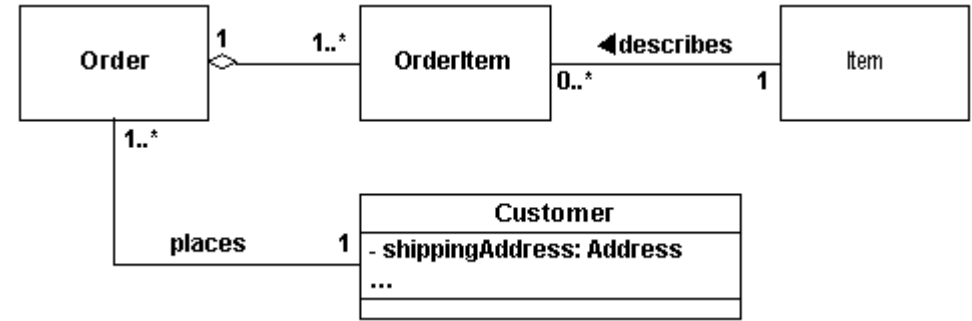 Order
1
1..*
OrderItem
describes
0..*
1
Item
1..*
places
1
Customer
- shippingAddress: Address
...